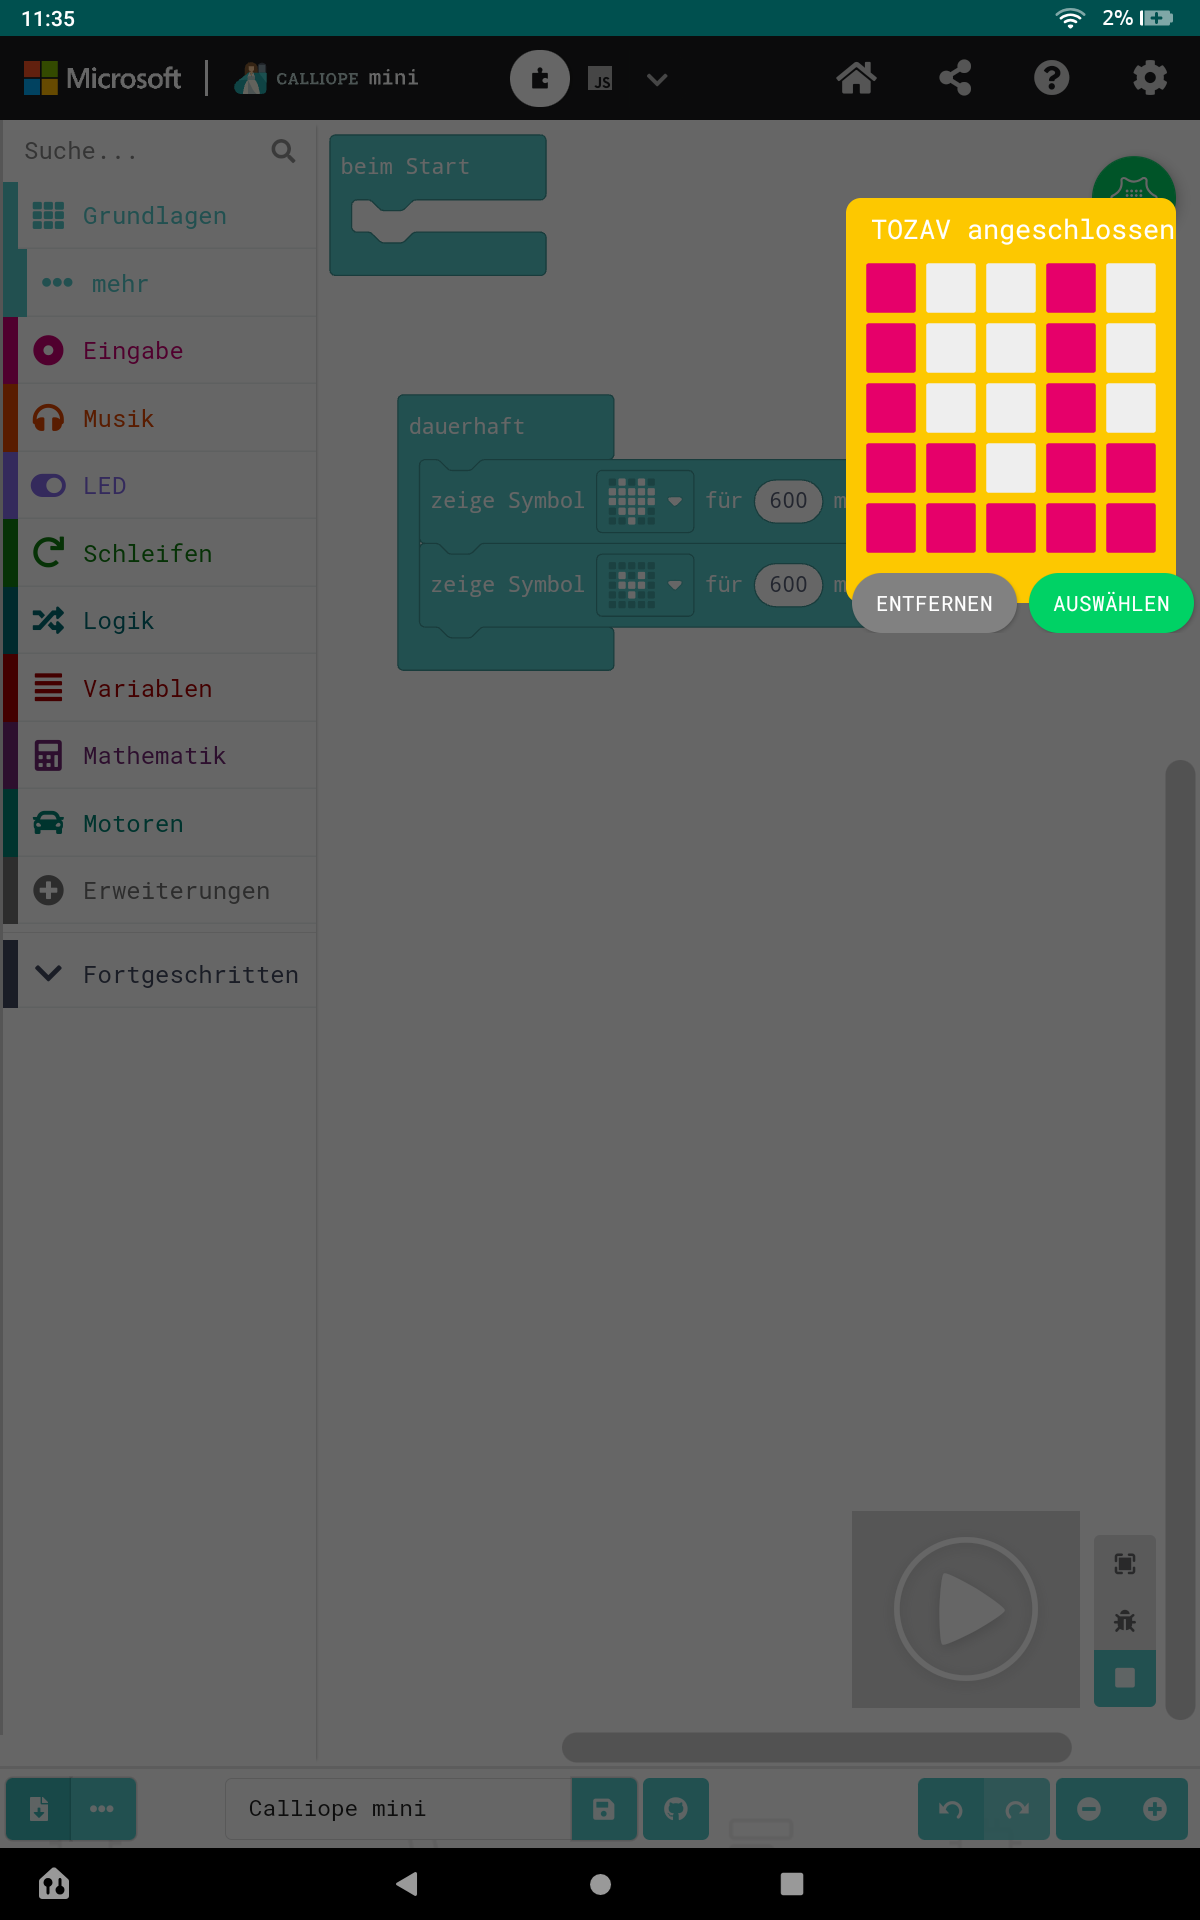 11:35
2%
Microsoft
CALLIOPE mini
JS
Suche...
Grundlagen
mehr
Eingabe
Musik
LED
Schleifen
Logik
Variablen
Mathematik
Motoren
Erweiterungen
Fortgeschritten
beim Start
dauerhaft
zeige Symbol für 600 m
zeige Symbol für 600 m
TOZAV angeschlossen
ENTFERNEN
AUSWÄHLEN
Calliope mini